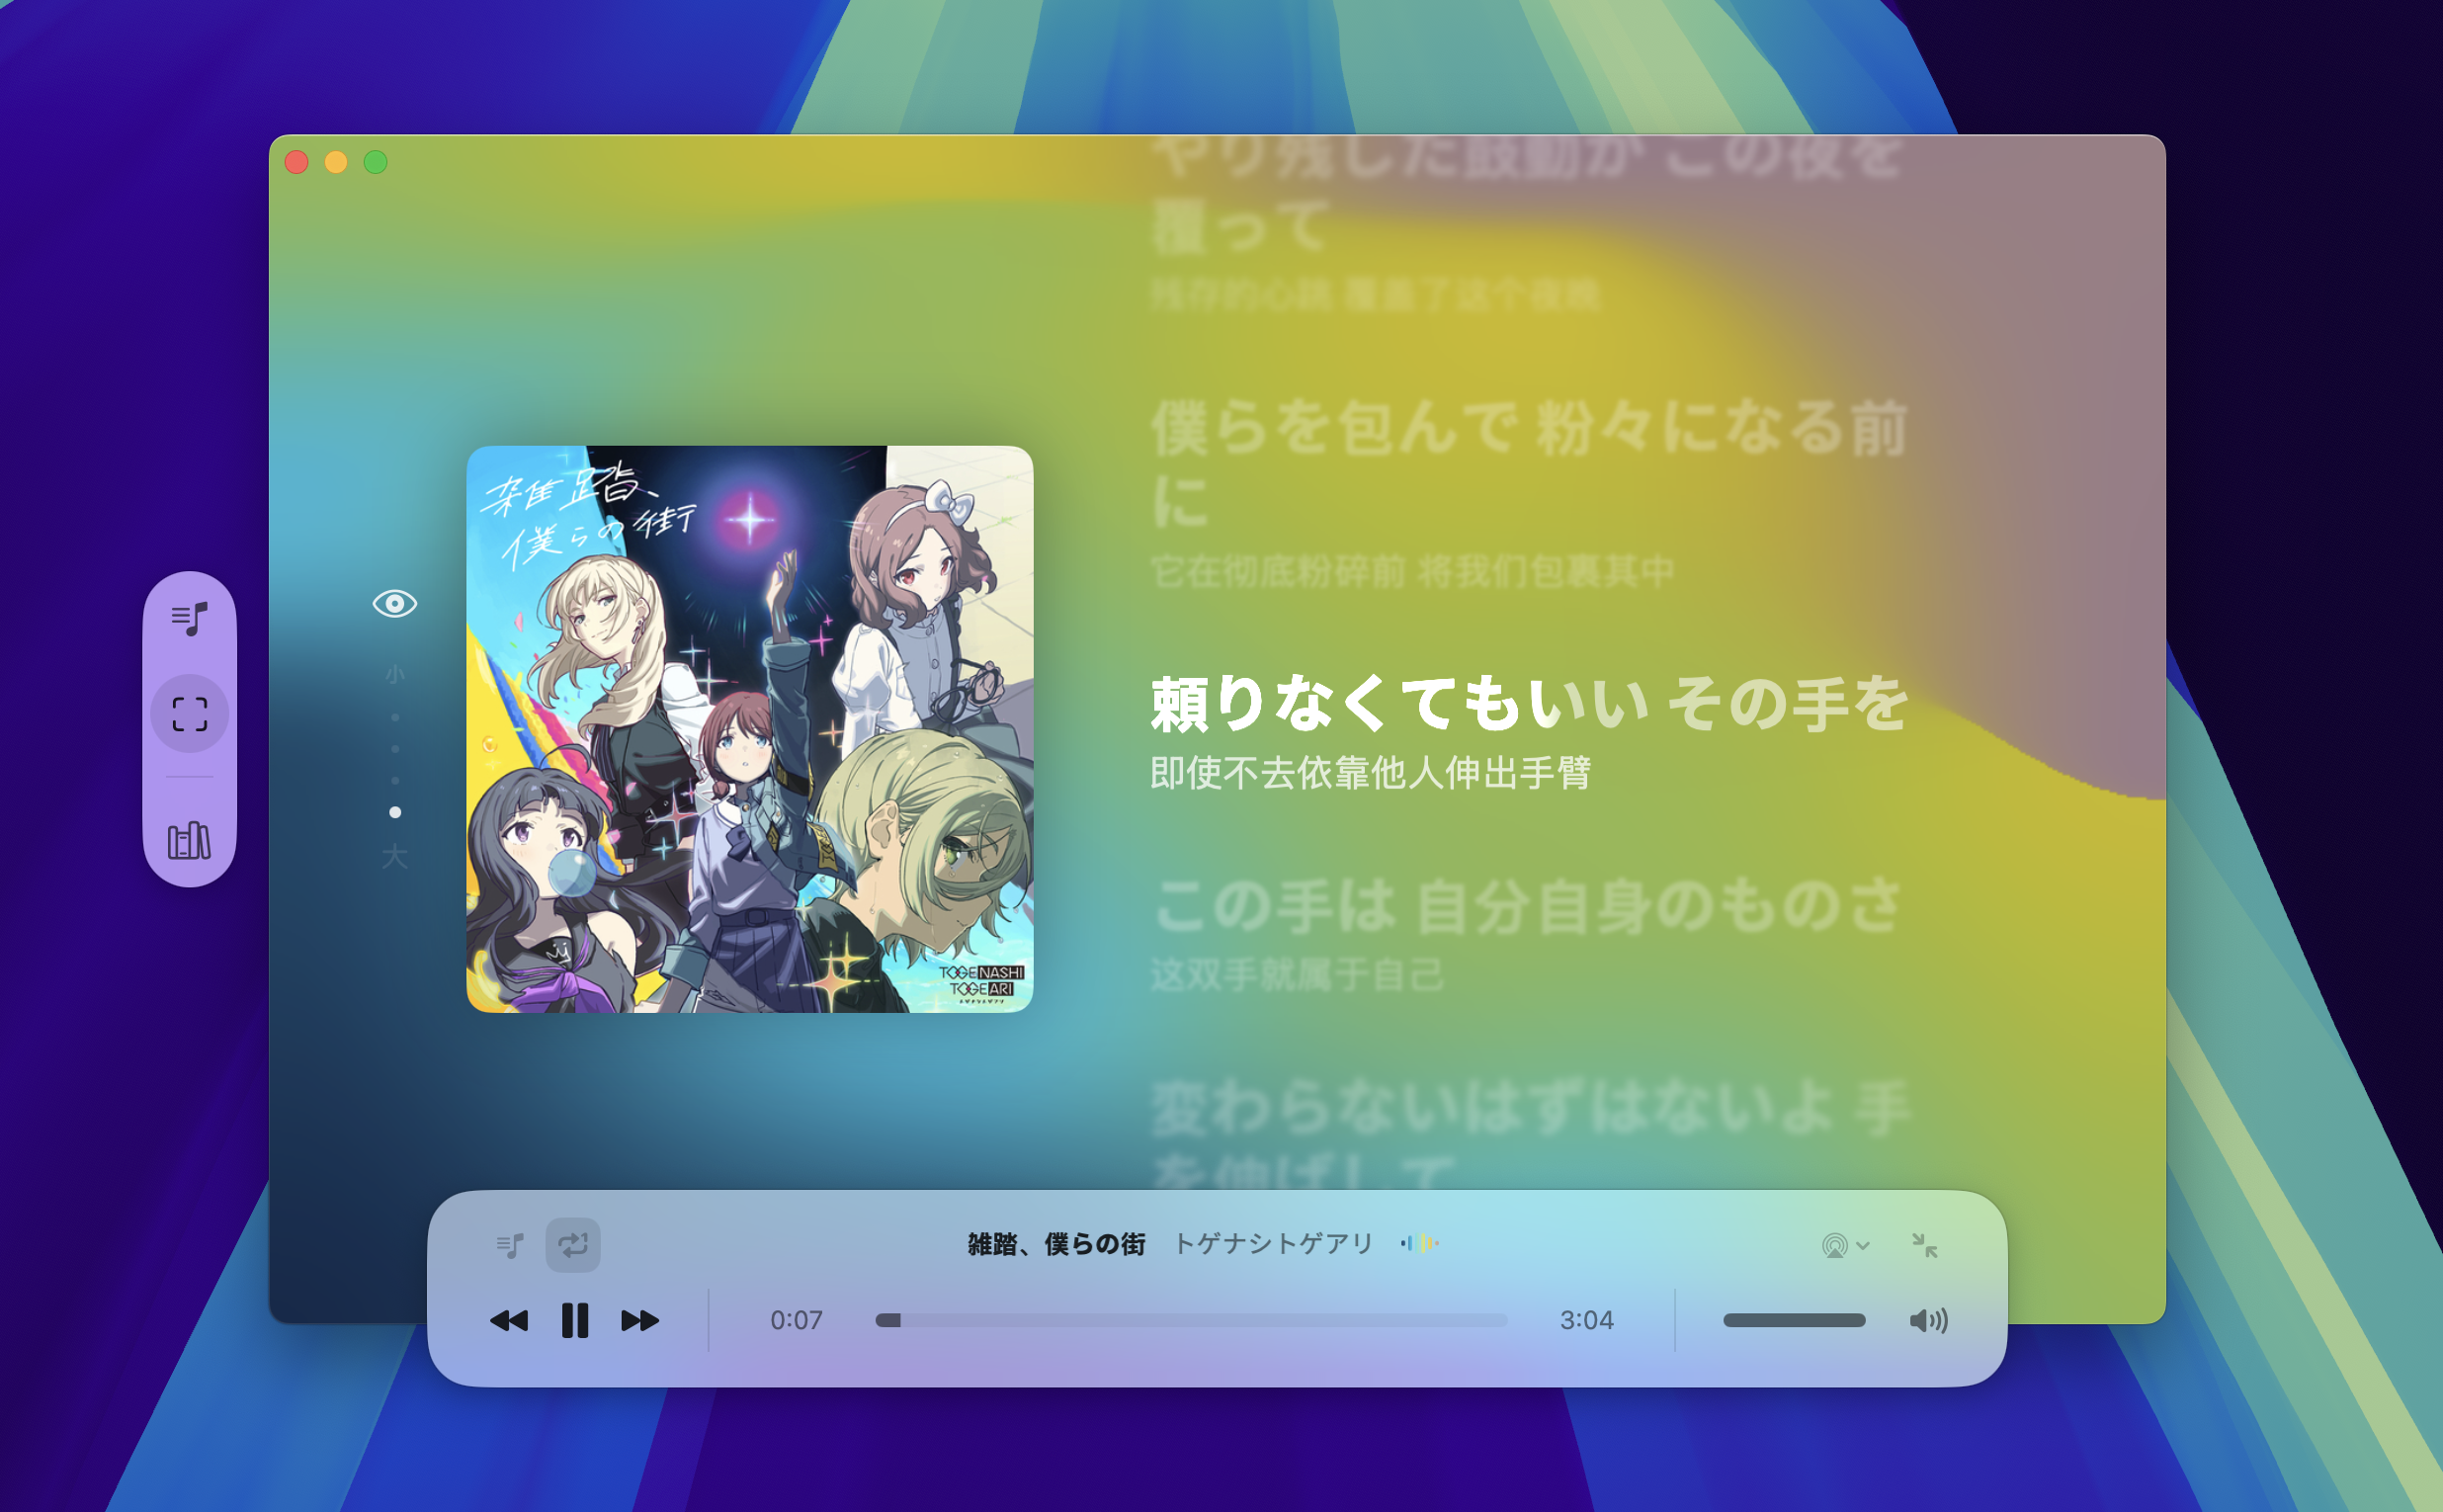 やり残した鼓動が この夜を
覆って
残存的心跳 覆盖了这个夜晚
僕らを包んで 粉々になる前
に
它在彻底粉碎前 将我们包裹其中
頼りなくてもいい その手を
即使不去依靠他人伸出手臂
この手は 自分自身のものさ
这双手就属于自己
変わらないはずはないよ 手
を伸ばして
小
大
雑踏、
僕らの街
TOGENASHI
TOGEARI
雑踏、僕らの街 トゲナシトゲアリ
0:07
3:04